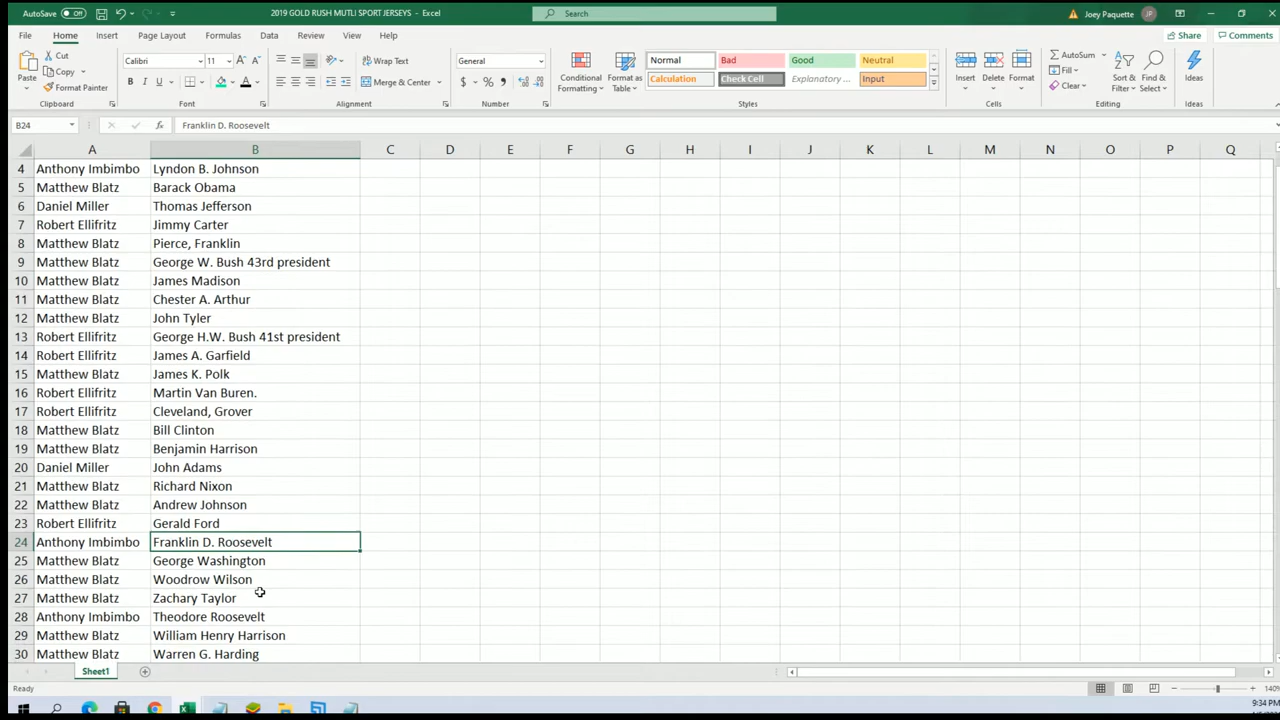 AutoSave Off 2019 GOLD RUSH MUTLI SPORT JERSEYS - Excel Search Joey Paquette JP
File Home Insert Page Layout Formulas Data Review View Help Share Comments
Paste Cut Copy Format Painter Calibri 11 Wrap Text Merge & Center General Conditional Formatting Format as Table Normal Bad Good Neutral Calculation Check Cell Explanatory ... Input Insert Delete Format AutoSum Fill Clear Sort & Filter Find & Select Ideas
Clipboard Font Alignment Number Styles Cells Editing Ideas
B24 fx Franklin D. Roosevelt
A B C D E F G H I J K L M N O P Q
4 Anthony Imbimbo Lyndon B. Johnson
5 Matthew Blatz Barack Obama
6 Daniel Miller Thomas Jefferson
7 Robert Ellifritz Jimmy Carter
8 Matthew Blatz Pierce, Franklin
9 Matthew Blatz George W. Bush 43rd president
10 Matthew Blatz James Madison
11 Matthew Blatz Chester A. Arthur
12 Matthew Blatz John Tyler
13 Robert Ellifritz George H.W. Bush 41st president
14 Robert Ellifritz James A. Garfield
15 Matthew Blatz James K. Polk
16 Robert Ellifritz Martin Van Buren.
17 Robert Ellifritz Cleveland, Grover
18 Matthew Blatz Bill Clinton
19 Matthew Blatz Benjamin Harrison
20 Daniel Miller John Adams
21 Matthew Blatz Richard Nixon
22 Matthew Blatz Andrew Johnson
23 Robert Ellifritz Gerald Ford
24 Anthony Imbimbo Franklin D. Roosevelt
25 Matthew Blatz George Washington
26 Matthew Blatz Woodrow Wilson
27 Matthew Blatz Zachary Taylor
28 Anthony Imbimbo Theodore Roosevelt
29 Matthew Blatz William Henry Harrison
30 Matthew Blatz Warren G. Harding
Sheet1
Ready 140%
9:34 PM